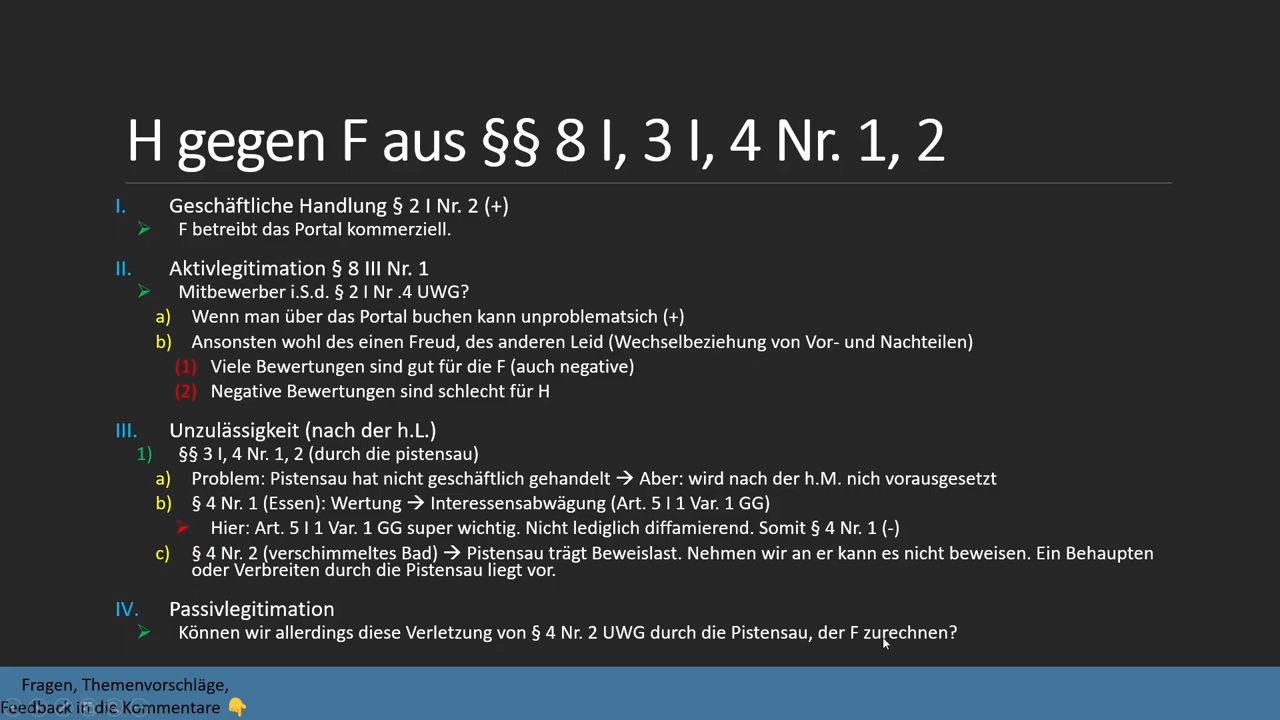 H gegen F aus §§ 8 I, 3 I, 4 Nr. 1, 2
I. Geschäftliche Handlung § 2 I Nr. 2 (+)
F betreibt das Portal kommerziell.
II. Aktivlegitimation § 8 III Nr. 1
Mitbewerber i.S.d. § 2 I Nr .4 UWG?
a) Wenn man über das Portal buchen kann unproblematsich (+)
b) Ansonsten wohl des einen Freud, des anderen Leid (Wechselbeziehung von Vor- und Nachteilen)
(1) Viele Bewertungen sind gut für die F (auch negative)
(2) Negative Bewertungen sind schlecht für H
III. Unzulässigkeit (nach der h.L.)
1) §§ 3 I, 4 Nr. 1, 2 (durch die pistensau)
a) Problem: Pistensau hat nicht geschäftlich gehandelt → Aber: wird nach der h.M. nich vorausgesetzt
b) § 4 Nr. 1 (Essen): Wertung → Interessensabwägung (Art. 5 I 1 Var. 1 GG)
Hier: Art. 5 I 1 Var. 1 GG super wichtig. Nicht lediglich diffamierend. Somit § 4 Nr. 1 (-)
c) § 4 Nr. 2 (verschimmeltes Bad) → Pistensau trägt Beweislast. Nehmen wir an er kann es nicht beweisen. Ein Behaupten
oder Verbreiten durch die Pistensau liegt vor.
IV. Passivlegitimation
Können wir allerdings diese Verletzung von § 4 Nr. 2 UWG durch die Pistensau, der F zurechnen?
Fragen, Themenvorschläge,
Feedback in die Kommentare 👇